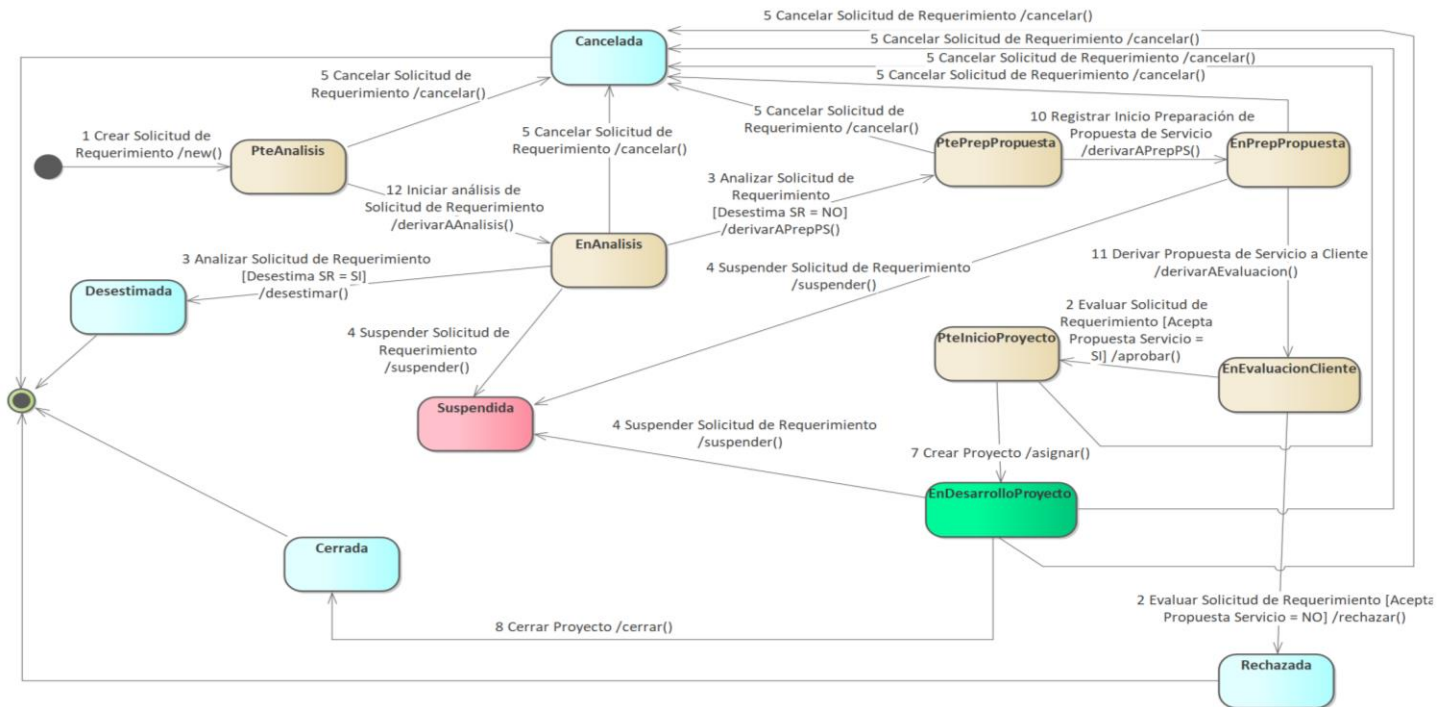 5 Cancelar Solicitud de Requerimiento /cancelar()
5 Cancelar Solicitud de Requerimiento /cancelar()
5 Cancelar Solicitud de Requerimiento /cancelar()
5 Cancelar Solicitud de Requerimiento /cancelar()
Cancelada
5 Cancelar Solicitud de
Requerimiento /cancelar()
1 Crear Solicitud de
Requerimiento /new()
PteAnalisis
5 Cancelar Solicitud de
Requerimiento /cancelar()
5 Cancelar Solicitud de
Requerimiento /cancelar()
PtePrepPropuesta
10 Registrar Inicio Preparación de
Propuesta de Servicio
/derivarAPrepPS()
EnPrepPropuesta
12 Iniciar análisis de
Solicitud de Requerimiento
/derivarAAnalisis()
3 Analizar Solicitud de
Requerimiento
[Desestima SR = NO]
/derivarAPrepPS()
EnAnalisis
3 Analizar Solicitud de Requerimiento
[Desestima SR = SI]
/desestimar()
Desestimada
4 Suspender Solicitud de Requerimiento
/suspender()
11 Derivar Propuesta de Servicio a Cliente
/derivarAEvaluacion()
4 Suspender Solicitud de
Requerimiento
/suspender()
2 Evaluar Solicitud de
Requerimiento [Acepta
Propuesta Servicio =
SI] /aprobar()
PteInicioProyecto
EnEvaluacionCliente
Suspendida
4 Suspender Solicitud de Requerimiento
/suspender()
7 Crear Proyecto /asignar()
EnDesarrolloProyecto
Cerrada
8 Cerrar Proyecto /cerrar()
2 Evaluar Solicitud de Requerimiento [Acepta
Propuesta Servicio = NO] /rechazar()
Rechazada